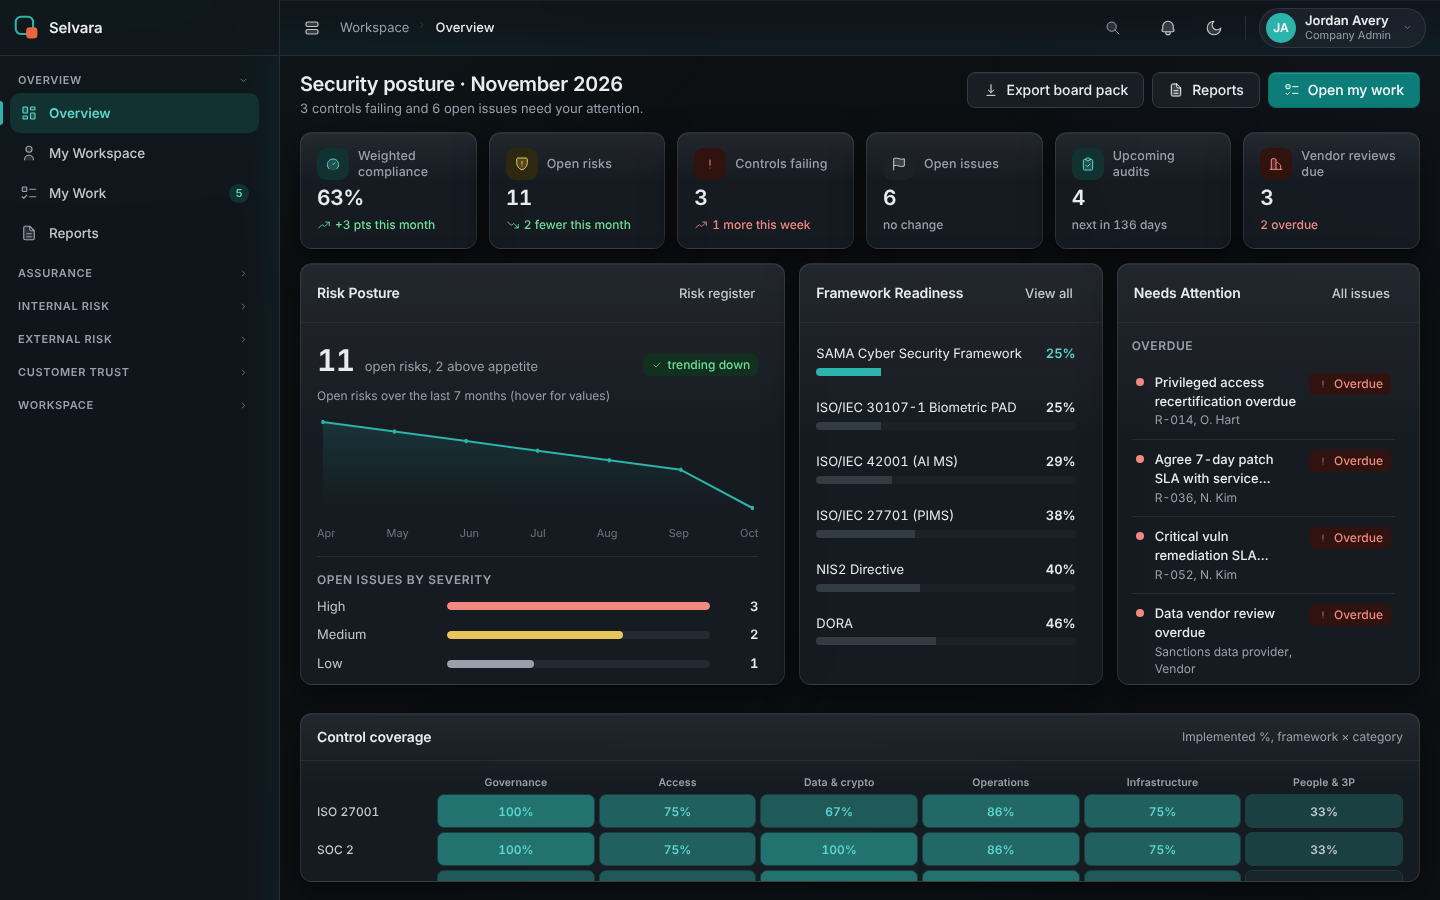 Selvara
OVERVIEW
Overview
My Workspace
My Work 5
Reports
ASSURANCE
INTERNAL RISK
EXTERNAL RISK
CUSTOMER TRUST
WORKSPACE
Workspace Overview
JA Jordan Avery
Company Admin
Security posture · November 2026
3 controls failing and 6 open issues need your attention.
Export board pack
Reports
Open my work
Weighted
compliance
63%
+3 pts this month
Open risks
11
2 fewer this month
Controls failing
3
1 more this week
Open issues
6
no change
Upcoming
audits
4
next in 136 days
Vendor reviews
due
3
2 overdue
Risk Posture Risk register
11 open risks, 2 above appetite trending down
Open risks over the last 7 months (hover for values)
Apr May Jun Jul Aug Sep Oct
OPEN ISSUES BY SEVERITY
High 3
Medium 2
Low 1
Framework Readiness View all
SAMA Cyber Security Framework 25%
ISO/IEC 30107-1 Biometric PAD 25%
ISO/IEC 42001 (AI MS) 29%
ISO/IEC 27701 (PIMS) 38%
NIS2 Directive 40%
DORA 46%
Needs Attention All issues
OVERDUE
Privileged access
recertification overdue
R-014, O. Hart
Overdue
Agree 7-day patch
SLA with service...
R-036, N. Kim
Overdue
Critical vuln
remediation SLA...
R-052, N. Kim
Overdue
Data vendor review
overdue
Sanctions data provider,
Vendor
Overdue
Control coverage Implemented %, framework × category
Governance Access Data & crypto Operations Infrastructure People & 3P
ISO 27001 100% 75% 67% 86% 75% 33%
SOC 2 100% 75% 100% 86% 75% 33%